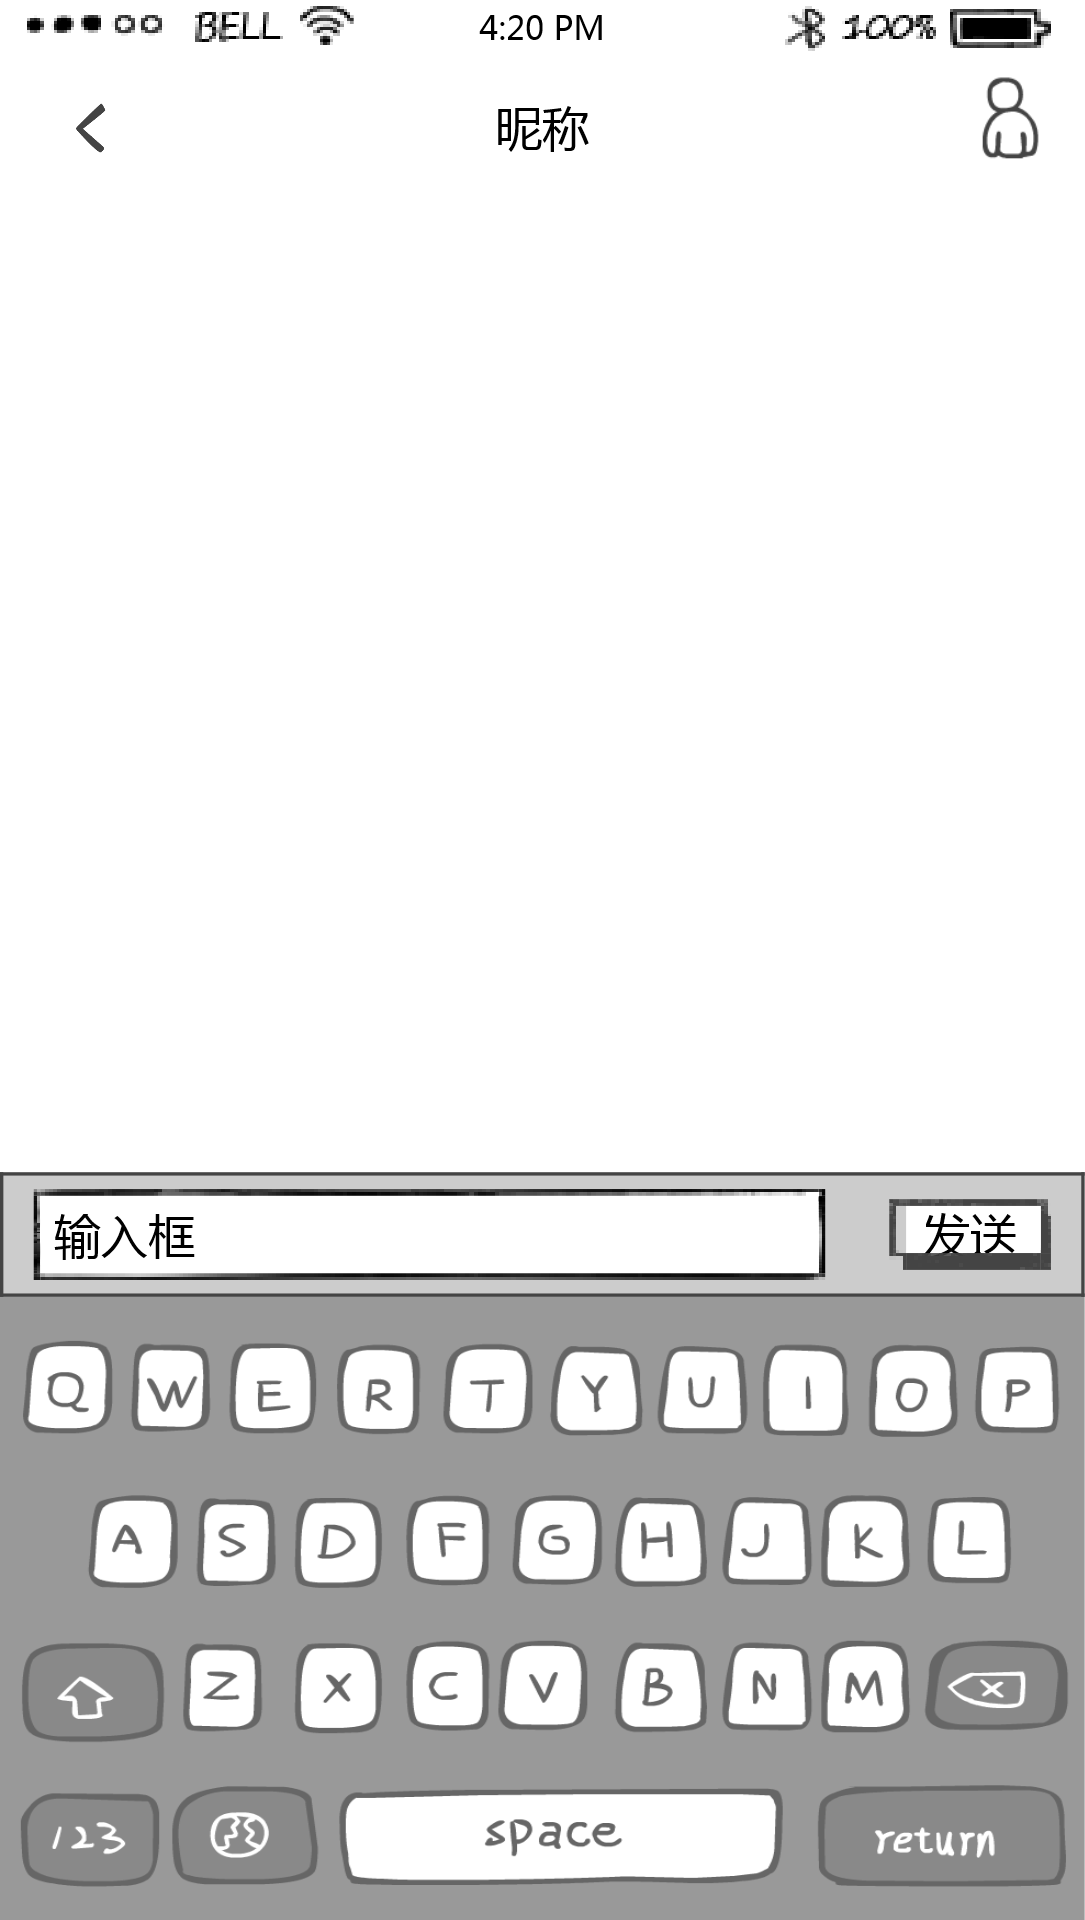 BELL 4:20 PM 100%
昵称
输入框 发送
Q W E R T Y U I O P
A S D F G H J K L
Z X C V B N M
123 space return